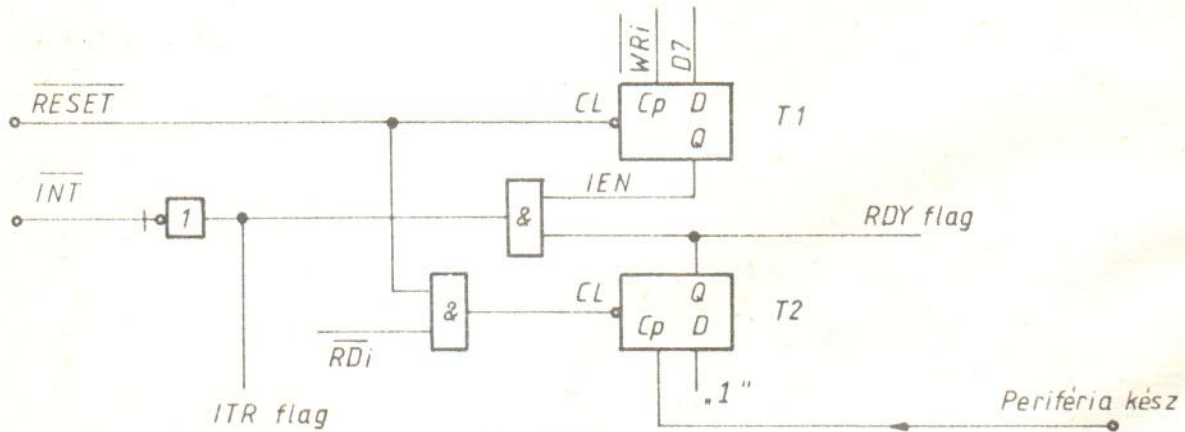 WRi
D7
RESET
CL
Cp D
T1
Q
INT
IEN
1
&
RDY flag
CL
Q
T2
&
Cp D
RDi
„1"
ITR flag
Periféria kész